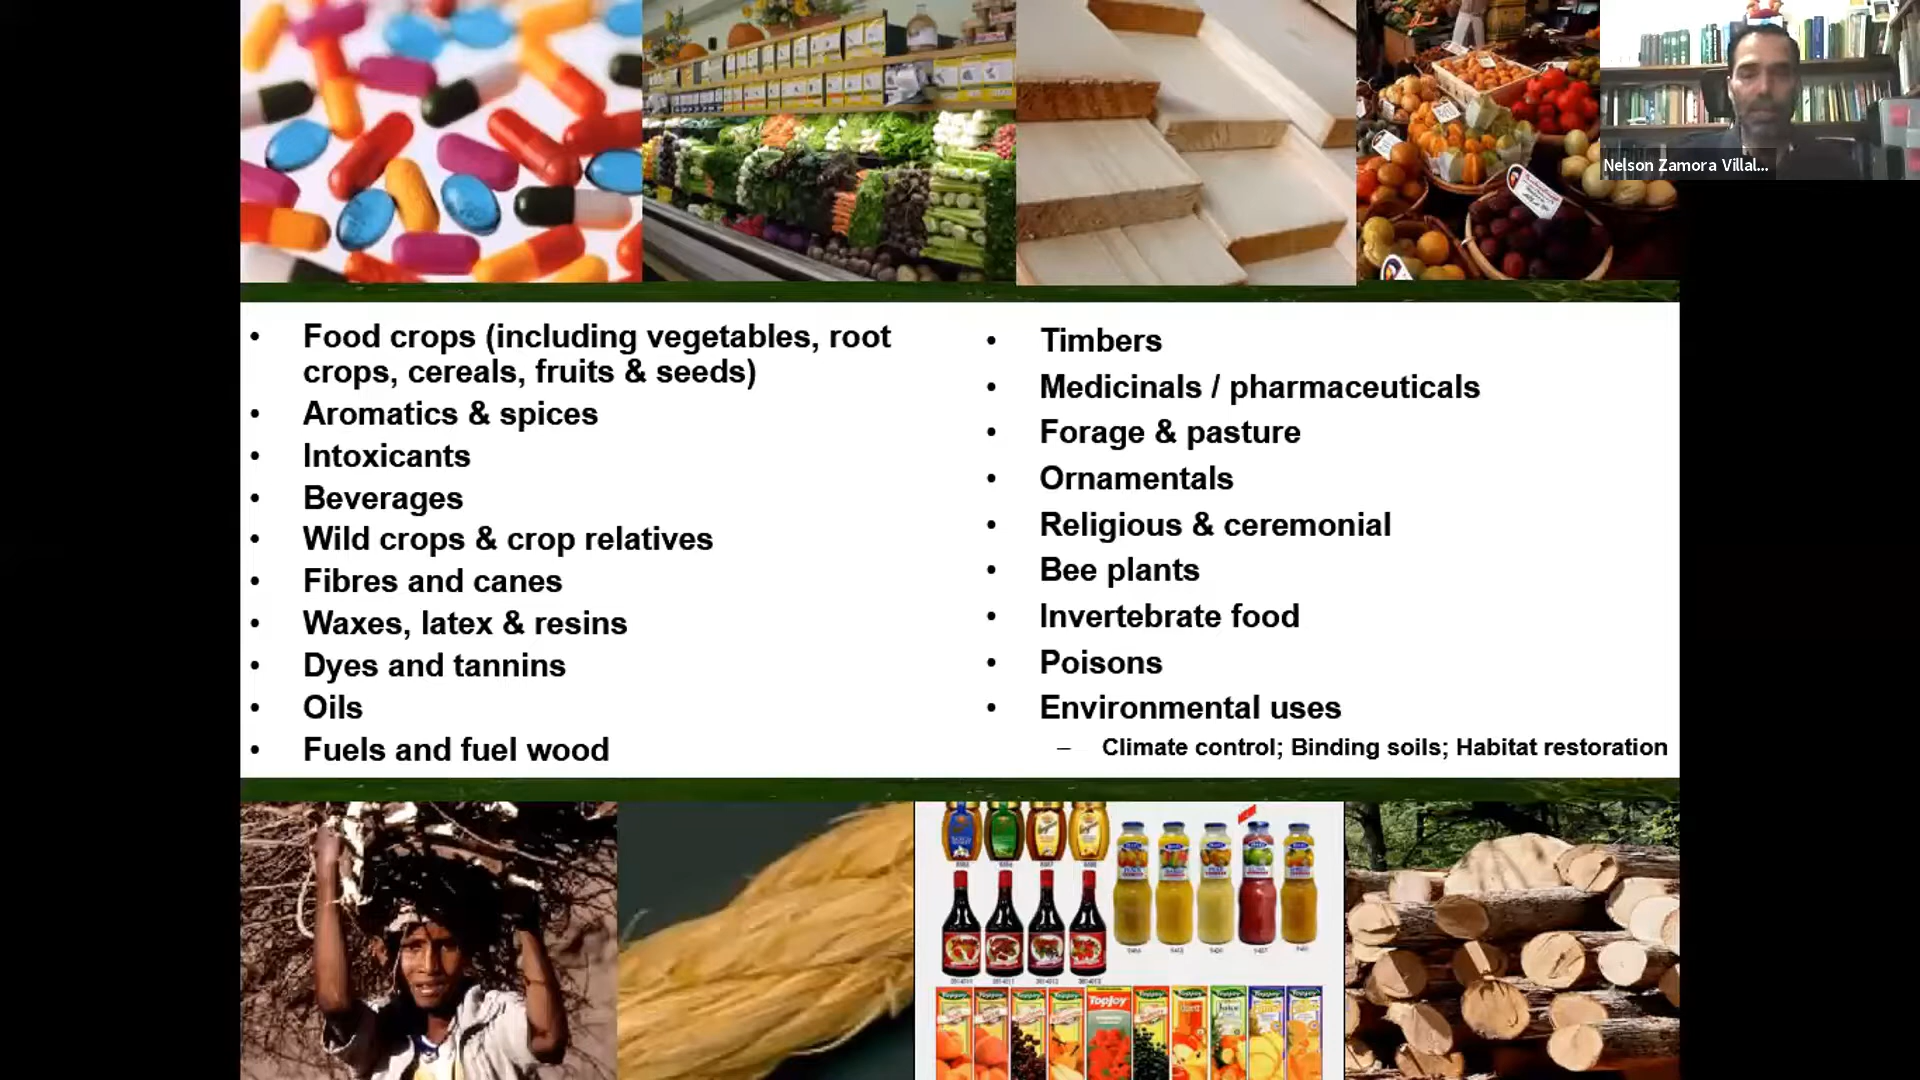 Nelson Zamora Villal...
• Food crops (including vegetables, root
crops, cereals, fruits & seeds)
• Aromatics & spices
• Intoxicants
• Beverages
• Wild crops & crop relatives
• Fibres and canes
• Waxes, latex & resins
• Dyes and tannins
• Oils
• Fuels and fuel wood
• Timbers
• Medicinals / pharmaceuticals
• Forage & pasture
• Ornamentals
• Religious & ceremonial
• Bee plants
• Invertebrate food
• Poisons
• Environmental uses
– Climate control; Binding soils; Habitat restoration
Topjoy